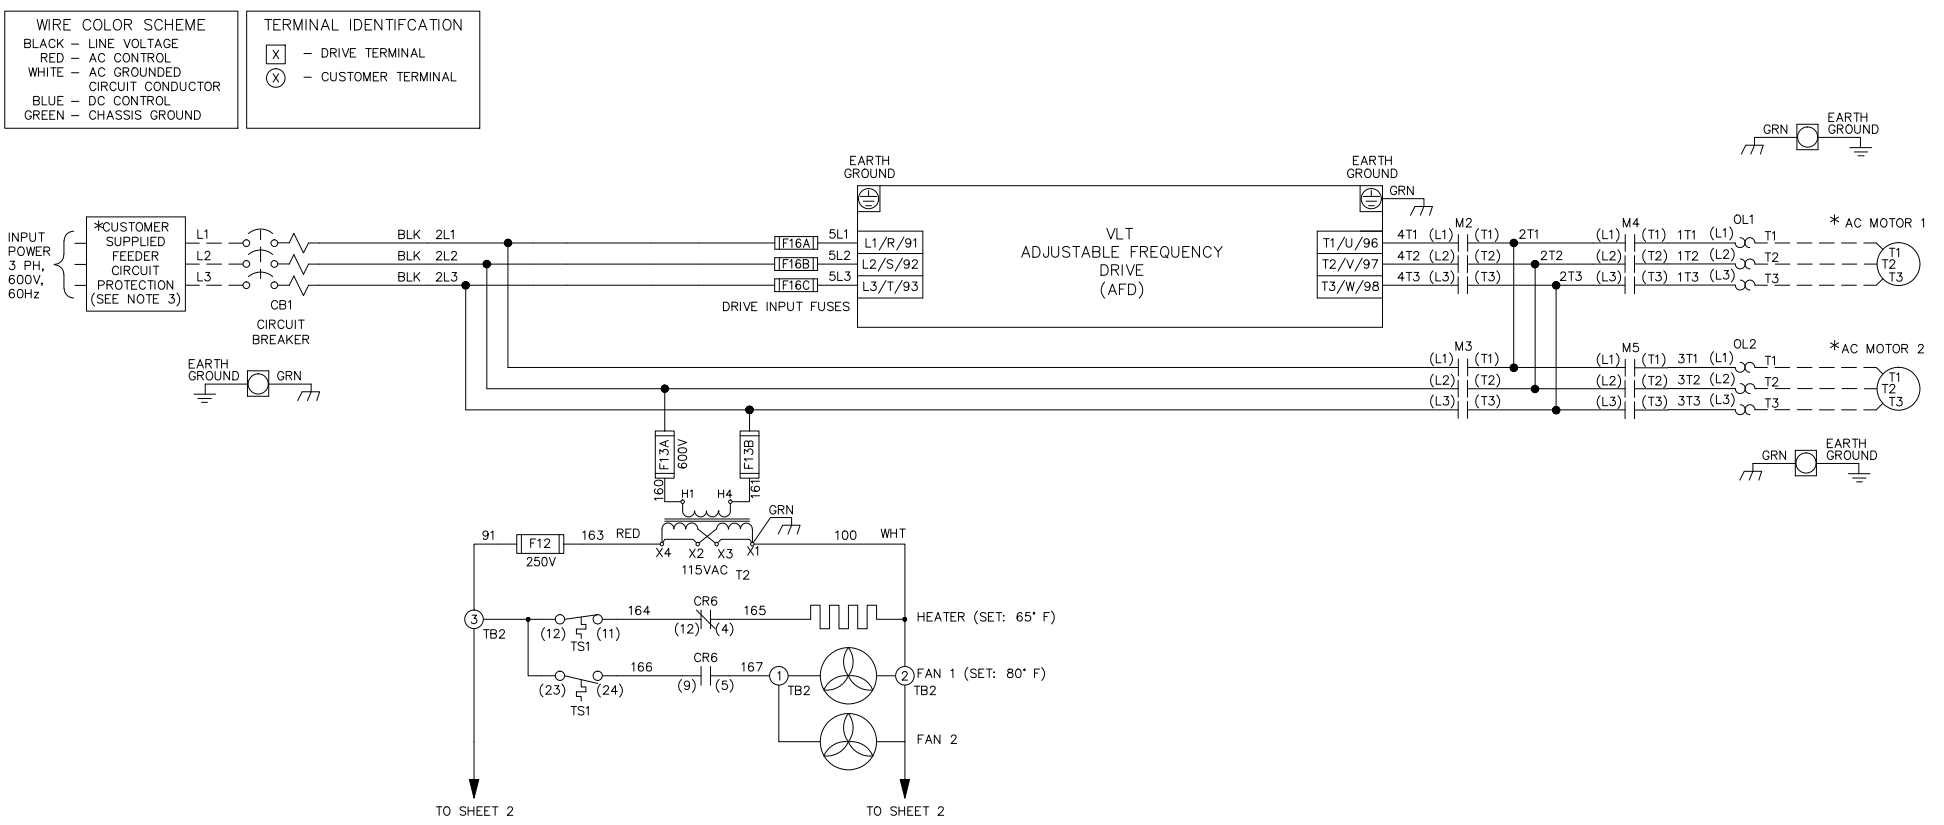 WIRE COLOR SCHEME
BLACK – LINE VOLTAGE
RED – AC CONTROL
WHITE – AC GROUNDED
CIRCUIT CONDUCTOR
BLUE – DC CONTROL
GREEN – CHASSIS GROUND
TERMINAL IDENTIFCATION
X – DRIVE TERMINAL
X – CUSTOMER TERMINAL
GRN
EARTH
GROUND
EARTH
GROUND
EARTH
GROUND
GRN
INPUT
POWER
3 PH,
600V,
60Hz
*CUSTOMER
SUPPLIED
FEEDER
CIRCUIT
PROTECTION
(SEE NOTE 3)
L1
L2
L3
CB1
CIRCUIT
BREAKER
BLK 2L1
BLK 2L2
BLK 2L3
F16A
F16B
F16C
5L1
5L2
5L3
DRIVE INPUT FUSES
L1/R/91
L2/S/92
L3/T/93
VLT
ADJUSTABLE FREQUENCY
DRIVE
(AFD)
T1/U/96
T2/V/97
T3/W/98
M2
4T1 (L1) (T1) 2T1
4T2 (L2) (T2) 2T2
4T3 (L3) (T3) 2T3
M4
OL1
(L1) (T1) 1T1 (L1) T1
(L2) (T2) 1T2 (L2) T2
(L3) (T3) 1T3 (L3) T3
* AC MOTOR 1
T1
T2
T3
EARTH
GROUND
GRN
M3
(L1) (T1)
(L2) (T2)
(L3) (T3)
M5
OL2
(L1) (T1) 3T1 (L1) T1
(L2) (T2) 3T2 (L2) T2
(L3) (T3) 3T3 (L3) T3
*AC MOTOR 2
T1
T2
T3
GRN
EARTH
GROUND
F13A
600V
F13B
160
161
H1 H4
GRN
91
F12
250V
163 RED
X4 X2 X3 X1
115VAC T2
100 WHT
3
TB2
(12) (11)
TS1
164
CR6
(12) (4)
165
HEATER (SET: 65° F)
(23) (24)
TS1
166
CR6
(9) (5)
167
1
TB2
2
TB2
FAN 1 (SET: 80° F)
FAN 2
TO SHEET 2
TO SHEET 2